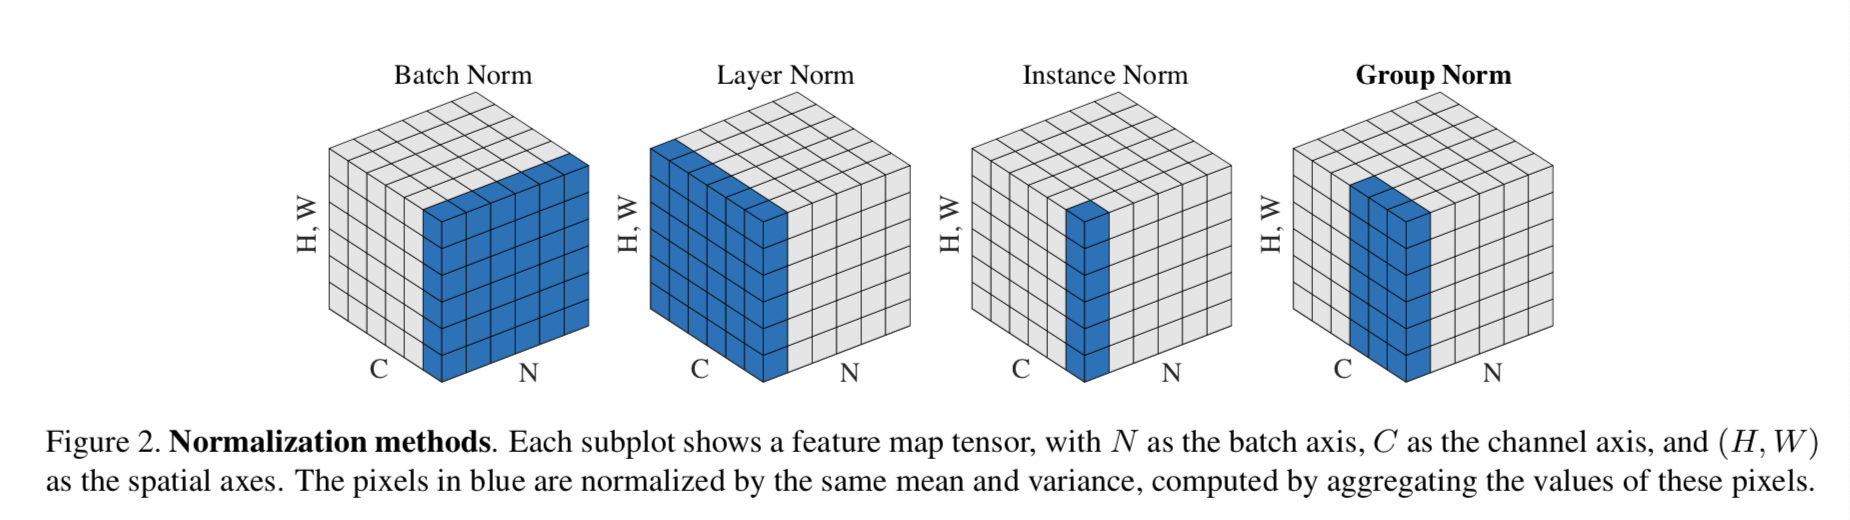 Batch Norm
Layer Norm
Instance Norm
Group Norm
H, W
C
N
H, W
C
N
H, W
C
N
H, W
C
N
Figure 2. Normalization methods. Each subplot shows a feature map tensor, with N as the batch axis, C as the channel axis, and (H, W)
as the spatial axes. The pixels in blue are normalized by the same mean and variance, computed by aggregating the values of these pixels.